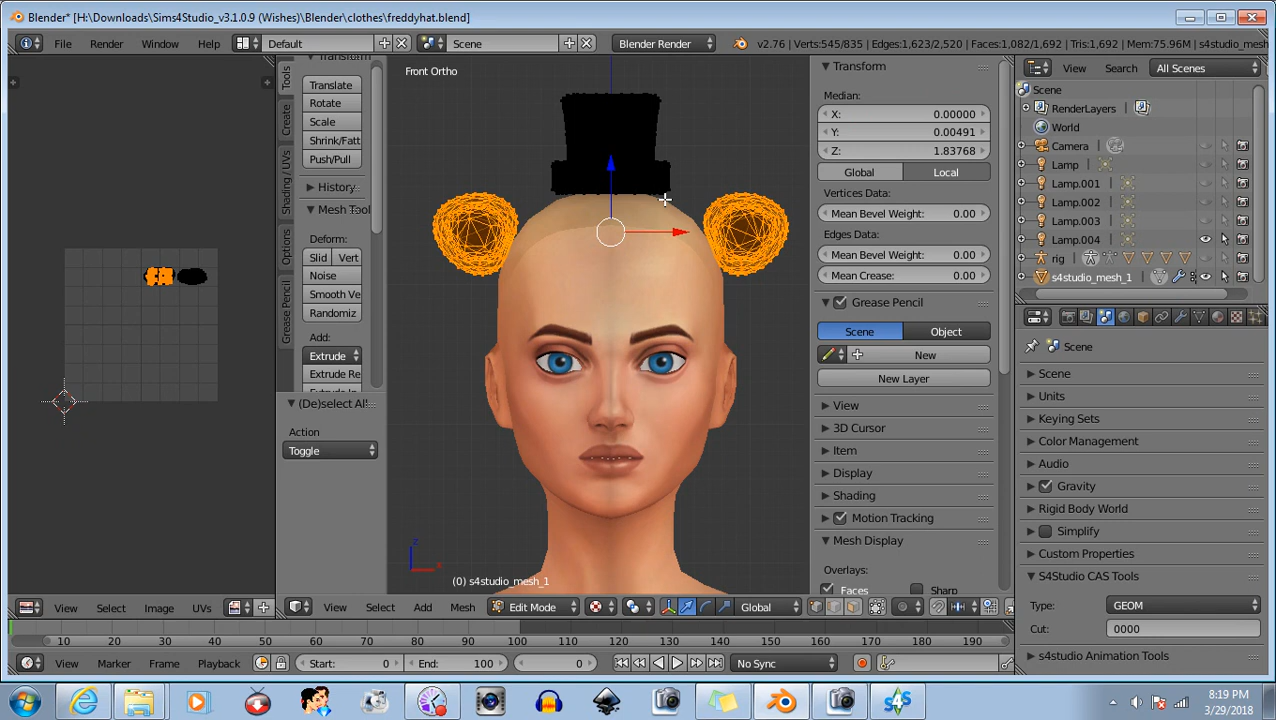 Blender* [H:\Downloads\Sims4Studio_v3.1.0.9 (Wishes)\Blender\clothes\freddyhat.blend]
File Render Window Help Default Scene Blender Render v2.76 | Verts:545/835 | Edges:1,623/2,520 | Faces:1,082/1,692 | Tris:1,692 | Mem:75.96M | s4studio_mesh_
Tools
Create
Shading / UVs
Options
Grease Pencil
Transform
Translate
Rotate
Scale
Shrink/Fatt
Push/Pull
History
Mesh Tool
Deform:
Slid Vert
Noise
Smooth Ve
Randomiz
Add:
Extrude
Extrude Re
(De)select Al!
Action
Toggle
Front Ortho
z
x
(0) s4studio_mesh_1
Transform
Median:
X: 0.00000
Y: 0.00491
Z: 1.83768
Global Local
Vertices Data:
Mean Bevel Weight: 0.00
Edges Data:
Mean Bevel Weight: 0.00
Mean Crease: 0.00
Grease Pencil
Scene Object
New
New Layer
View
3D Cursor
Item
Display
Shading
Motion Tracking
Mesh Display
Overlays:
Faces Sharp
View Search All Scenes
Scene
RenderLayers
World
Camera
Lamp
Lamp.001
Lamp.002
Lamp.003
Lamp.004
rig
s4studio_mesh_1
Scene
Scene
Units
Keying Sets
Color Management
Audio
Gravity
Rigid Body World
Simplify
Custom Properties
S4Studio CAS Tools
Type: GEOM
Cut: 0000
s4studio Animation Tools
View Select Image UVs
View Select Add Mesh Edit Mode Global
10 20 30 40 50 60 70 80 90 100 110 120 130 140 150 160 170 180 190
View Marker Frame Playback Start: 0 End: 100 0 No Sync
8:19 PM
3/29/2018